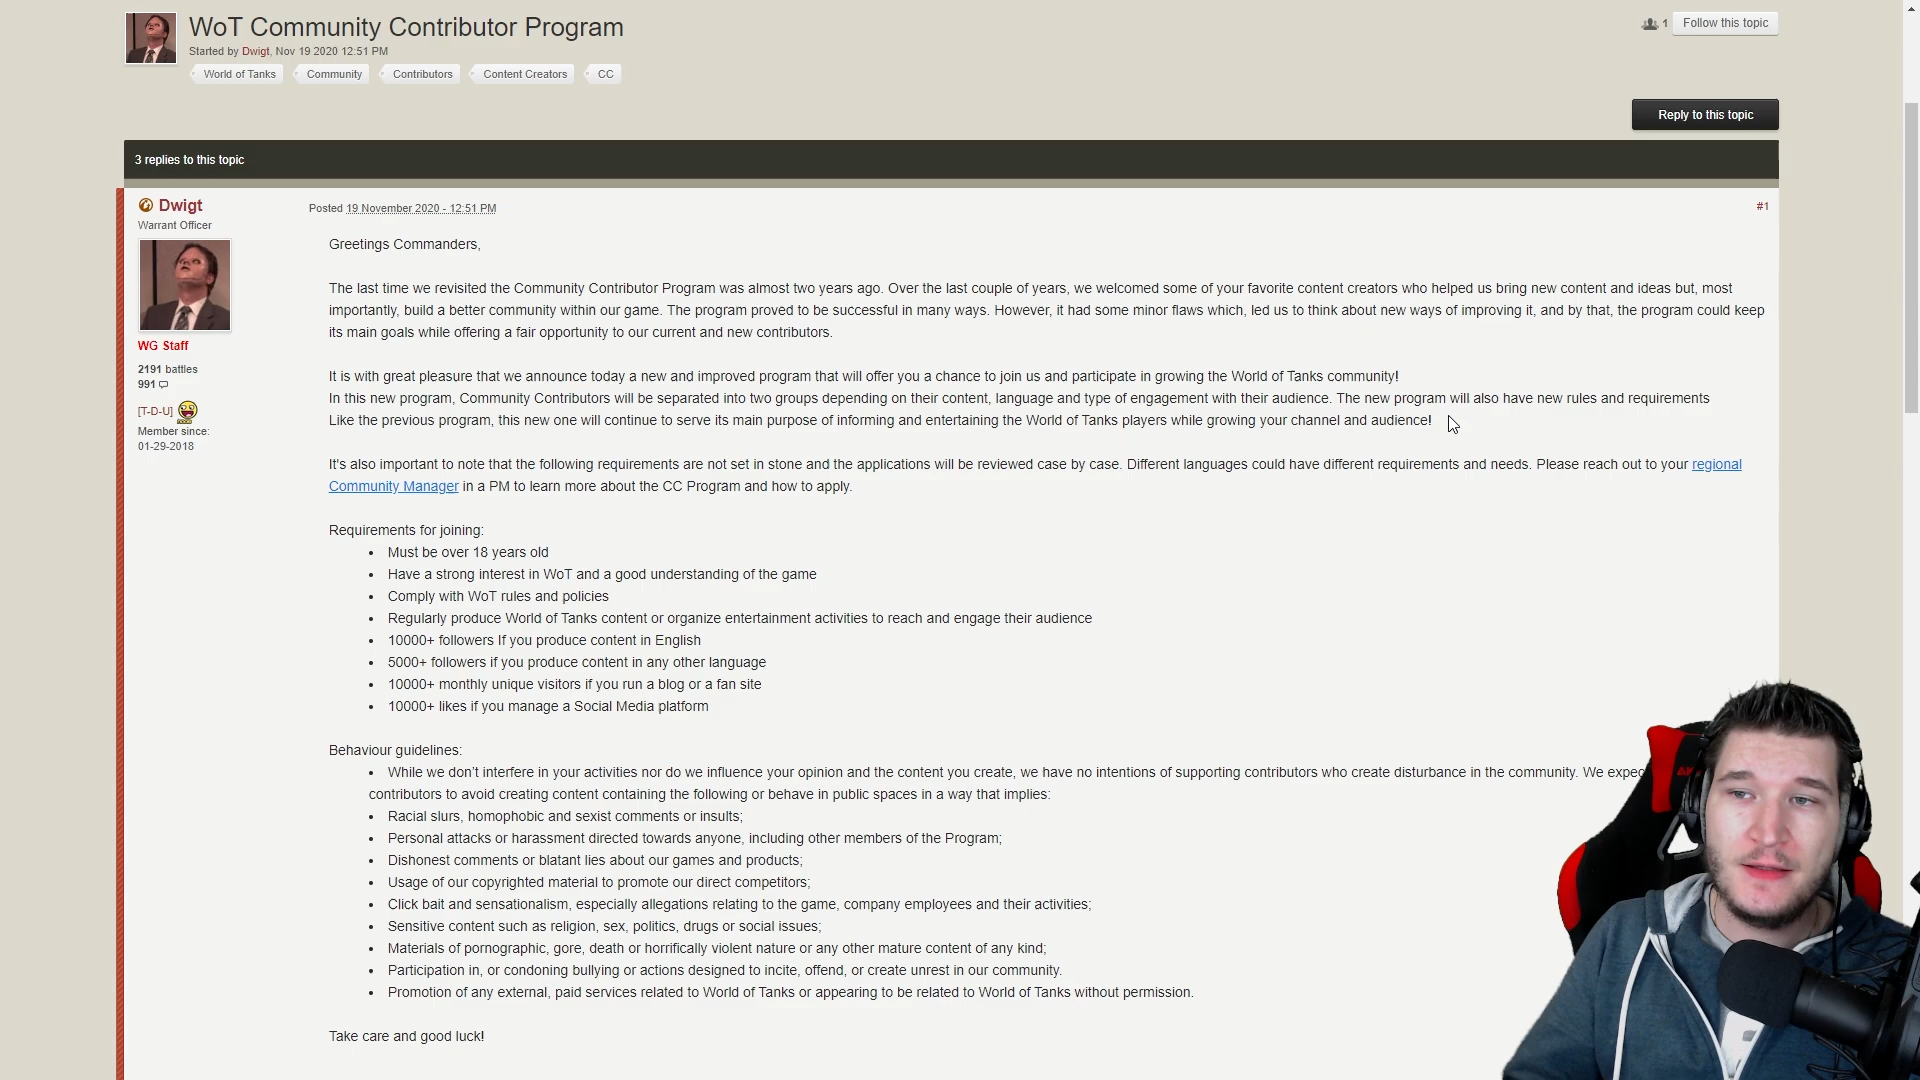 WoT Community Contributor Program
Started by Dwigt, Nov 19 2020 12:51 PM
World of Tanks
Community
Contributors
Content Creators
CC
1
Follow this topic
Reply to this topic
3 replies to this topic
Dwigt
Warrant Officer
WG Staff
2191 battles
991
[T-D-U]
Member since:
01-29-2018
Posted 19 November 2020 - 12:51 PM
#1
Greetings Commanders,
The last time we revisited the Community Contributor Program was almost two years ago. Over the last couple of years, we welcomed some of your favorite content creators who helped us bring new content and ideas but, most
importantly, build a better community within our game. The program proved to be successful in many ways. However, it had some minor flaws which, led us to think about new ways of improving it, and by that, the program could keep
its main goals while offering a fair opportunity to our current and new contributors.
It is with great pleasure that we announce today a new and improved program that will offer you a chance to join us and participate in growing the World of Tanks community!
In this new program, Community Contributors will be separated into two groups depending on their content, language and type of engagement with their audience. The new program will also have new rules and requirements
Like the previous program, this new one will continue to serve its main purpose of informing and entertaining the World of Tanks players while growing your channel and audience!
It's also important to note that the following requirements are not set in stone and the applications will be reviewed case by case. Different languages could have different requirements and needs. Please reach out to your regional
Community Manager in a PM to learn more about the CC Program and how to apply.
Requirements for joining:
• Must be over 18 years old
• Have a strong interest in WoT and a good understanding of the game
• Comply with WoT rules and policies
• Regularly produce World of Tanks content or organize entertainment activities to reach and engage their audience
• 10000+ followers If you produce content in English
• 5000+ followers if you produce content in any other language
• 10000+ monthly unique visitors if you run a blog or a fan site
• 10000+ likes if you manage a Social Media platform
Behaviour guidelines:
• While we don't interfere in your activities nor do we influence your opinion and the content you create, we have no intentions of supporting contributors who create disturbance in the community. We expec
contributors to avoid creating content containing the following or behave in public spaces in a way that implies:
• Racial slurs, homophobic and sexist comments or insults;
• Personal attacks or harassment directed towards anyone, including other members of the Program;
• Dishonest comments or blatant lies about our games and products;
• Usage of our copyrighted material to promote our direct competitors;
• Click bait and sensationalism, especially allegations relating to the game, company employees and their activities;
• Sensitive content such as religion, sex, politics, drugs or social issues;
• Materials of pornographic, gore, death or horrifically violent nature or any other mature content of any kind;
• Participation in, or condoning bullying or actions designed to incite, offend, or create unrest in our community.
• Promotion of any external, paid services related to World of Tanks or appearing to be related to World of Tanks without permission.
Take care and good luck!